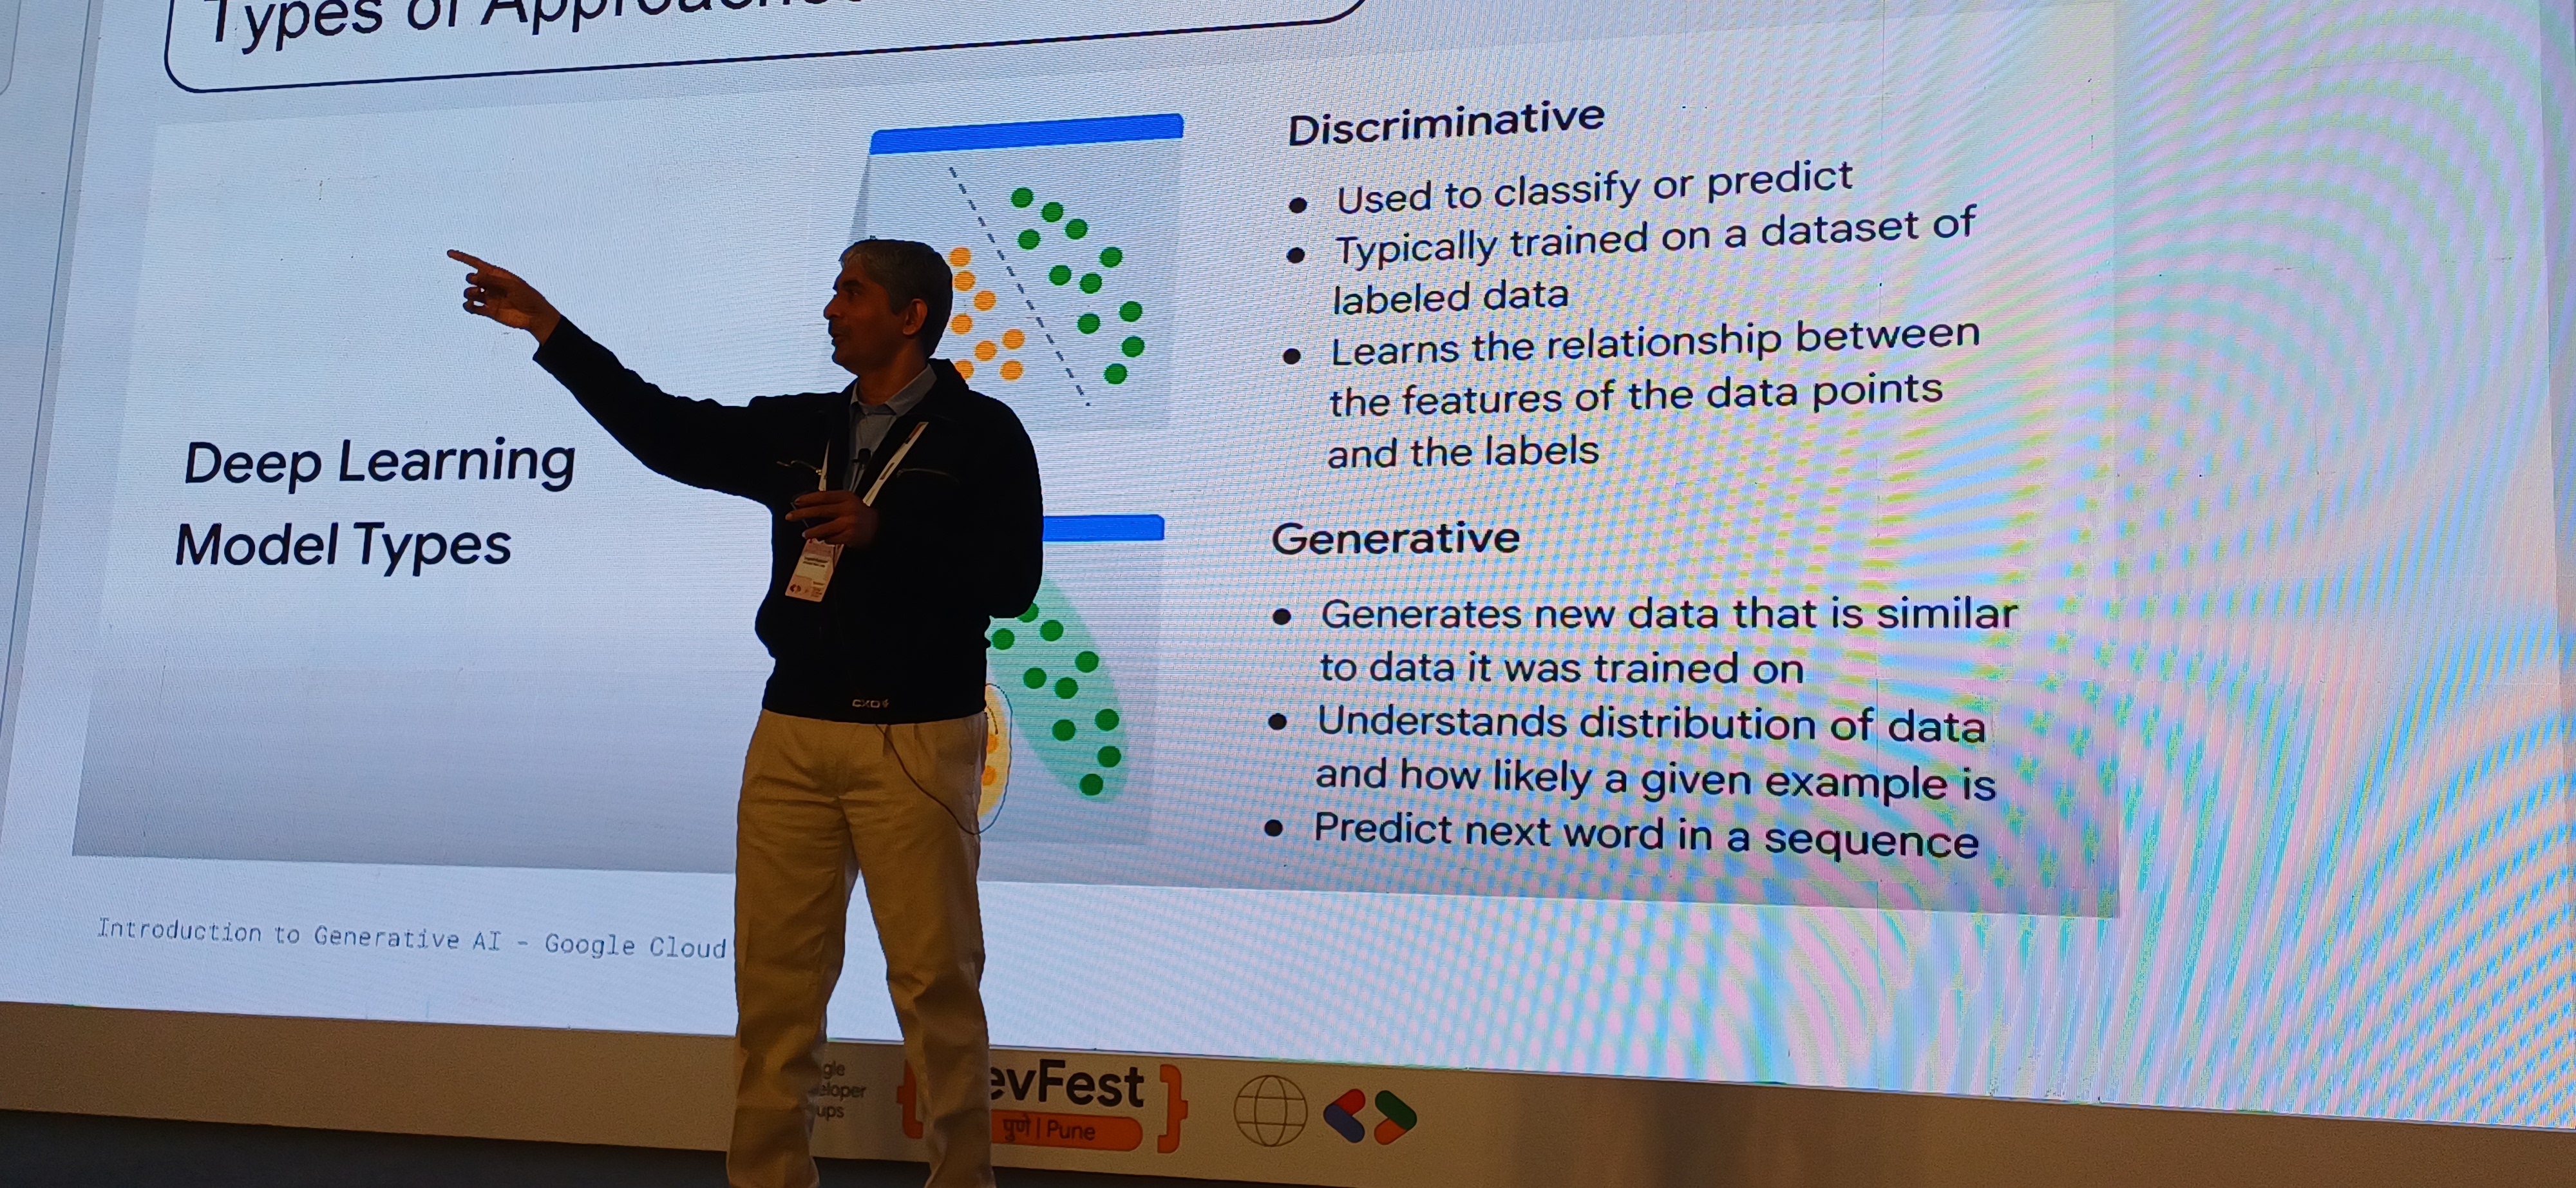 Types of
Deep Learning
Model Types
Discriminative
• Used to classify or predict
• Typically trained on a dataset of
labeled data
• Learns the relationship between
the features of the data points
and the labels
Generative
• Generates new data that is similar
to data it was trained on
• Understands distribution of data
and how likely a given example is
• Predict next word in a sequence
Introduction to Generative AI - Google Cloud
gle
eloper
ups
evFest
पुणे | Pune